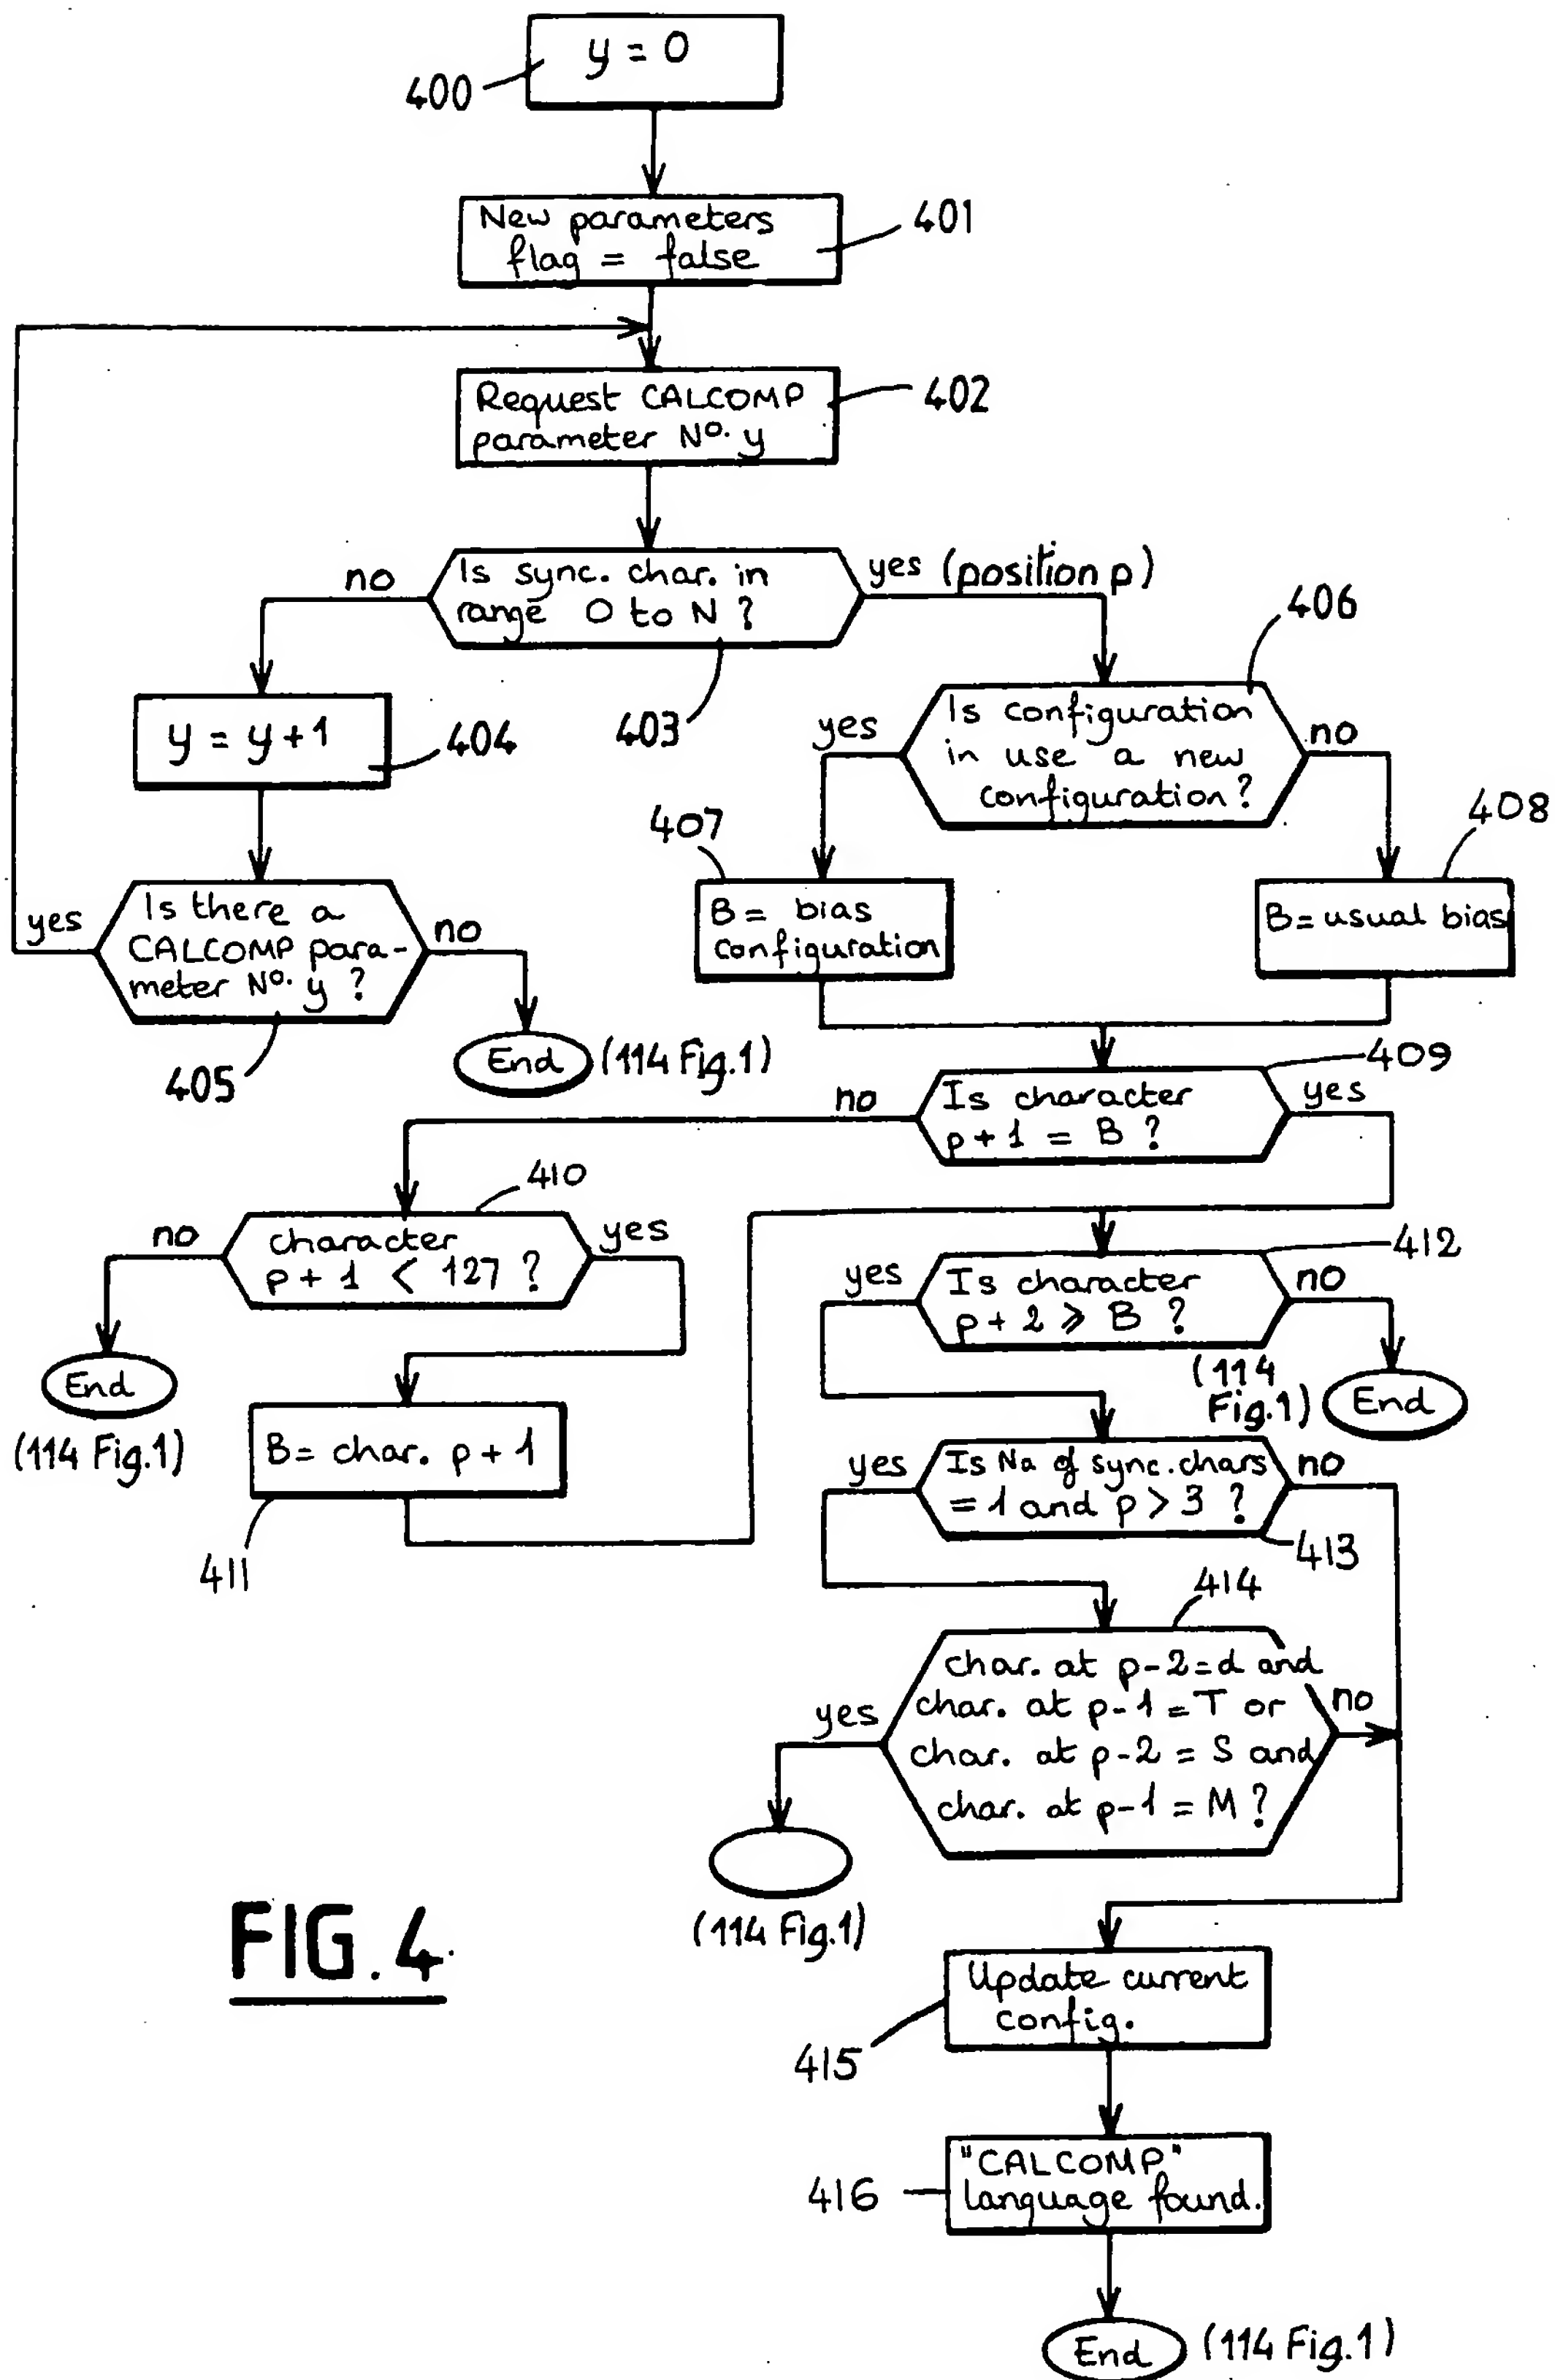 y = 0
400
New parameters
flag = false
401
Request CALCOMP
parameter Nº. y
402
Is sync. char. in
range 0 to N ?
no
yes (position p)
403
406
y = y+1
404
Is configuration
in use a new
configuration?
yes
no
407
408
Is there a
CALCOMP para-
meter Nº. y ?
yes
no
405
B = bias
configuration
B = usual bias
End
(114 Fig.1)
409
Is character
p + 1 = B ?
no
yes
410
character
p + 1 < 127 ?
no
yes
412
Is character
p + 2 ⩾ B ?
yes
no
End
(114 Fig.1)
(114
Fig.1)
End
B = char. p + 1
411
Is No of sync. chars
= 1 and p > 3 ?
yes
no
413
414
char. at p-2 = d and
char. at p-1 = T or
char. at p-2 = S and
char. at p-1 = M ?
yes
no
(114 Fig.1)
FIG. 4.
Update current
config.
415
"CALCOMP"
language found.
416
End
(114 Fig.1)